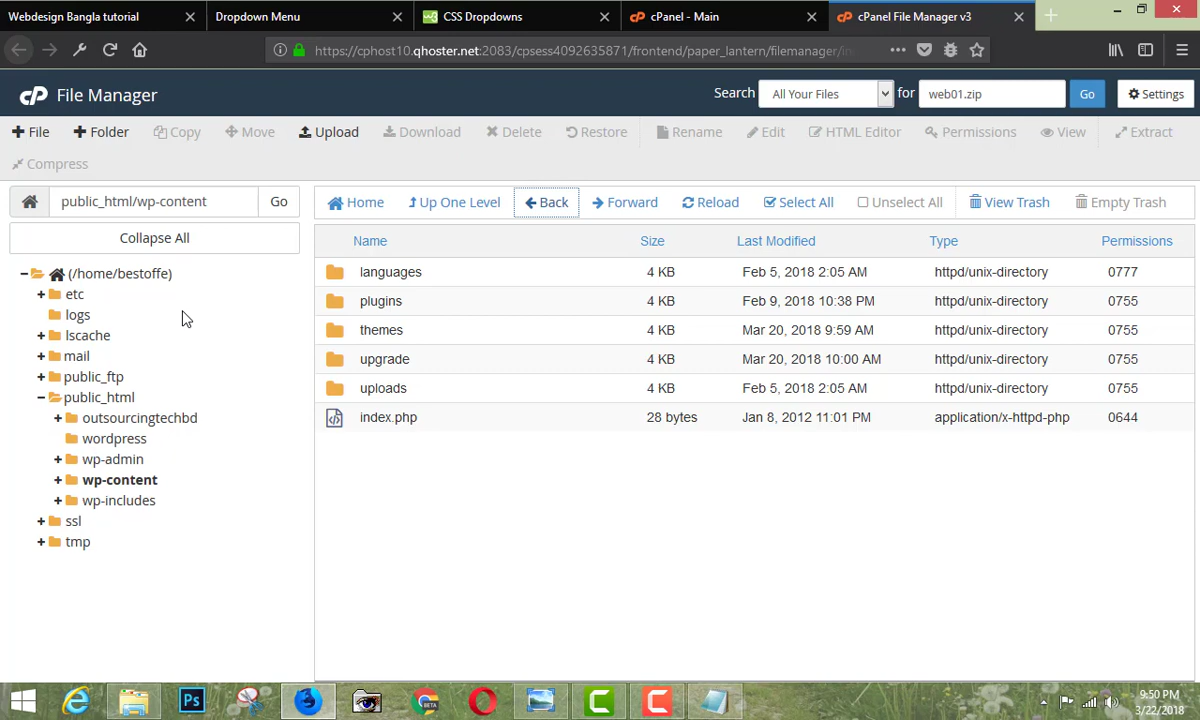 Webdesign Bangla tutorial
Dropdown Menu
CSS Dropdowns
cPanel - Main
cPanel File Manager v3
https://cphost10.qhoster.net:2083/cpsess4092635871/frontend/paper_lantern/filemanager/in
cP File Manager
Search All Your Files for web01.zip Go Settings
File Folder Copy Move Upload Download Delete Restore Rename Edit HTML Editor Permissions View Extract
Compress
public_html/wp-content Go
Home Up One Level Back Forward Reload Select All Unselect All View Trash Empty Trash
Collapse All
Name Size Last Modified Type Permissions
(/home/bestoffe)
etc
logs
lscache
mail
public_ftp
public_html
outsourcingtechbd
wordpress
wp-admin
wp-content
wp-includes
ssl
tmp
languages 4 KB Feb 5, 2018 2:05 AM httpd/unix-directory 0777
plugins 4 KB Feb 9, 2018 10:38 PM httpd/unix-directory 0755
themes 4 KB Mar 20, 2018 9:59 AM httpd/unix-directory 0755
upgrade 4 KB Mar 20, 2018 10:00 AM httpd/unix-directory 0755
uploads 4 KB Feb 5, 2018 2:05 AM httpd/unix-directory 0755
index.php 28 bytes Jan 8, 2012 11:01 PM application/x-httpd-php 0644
Ps
BETA
9:50 PM
3/22/2018